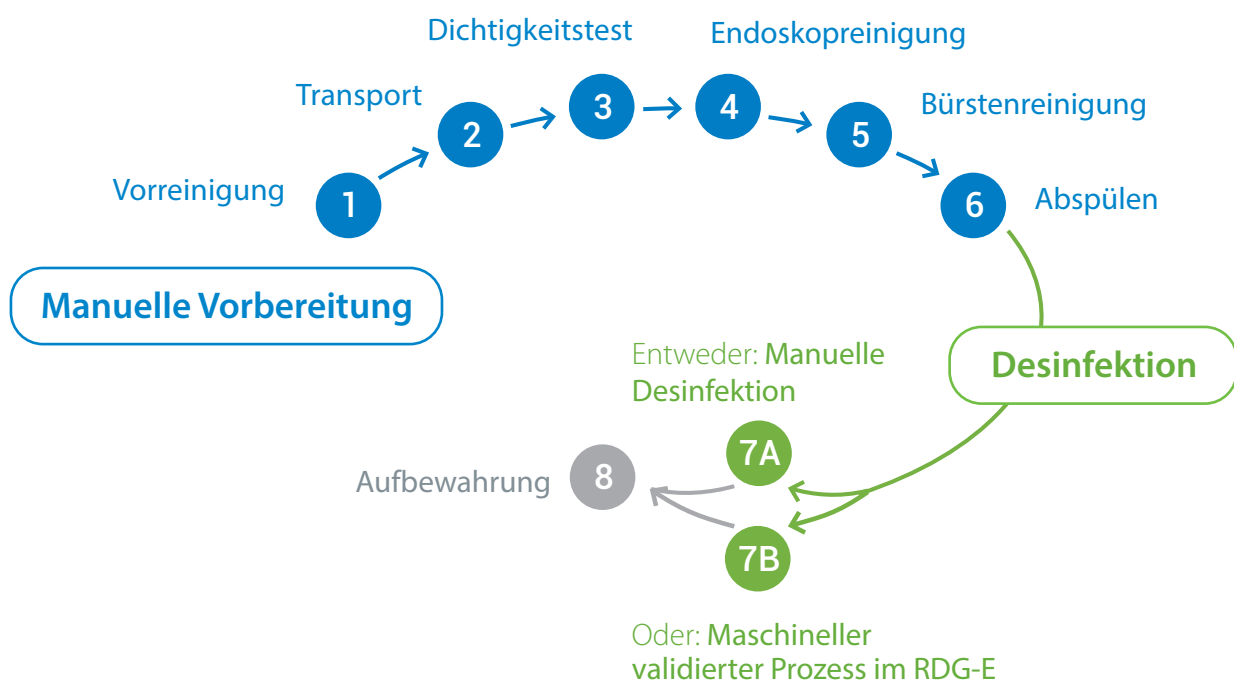 Vorreinigung
1
Transport
2
Dichtigkeitstest
3
Endoskopreinigung
4
Bürstenreinigung
5
Abspülen
6
Manuelle Vorbereitung
Desinfektion
Entweder: Manuelle
Desinfektion
7A
7B
Oder: Maschineller
validierter Prozess im RDG-E
Aufbewahrung
8